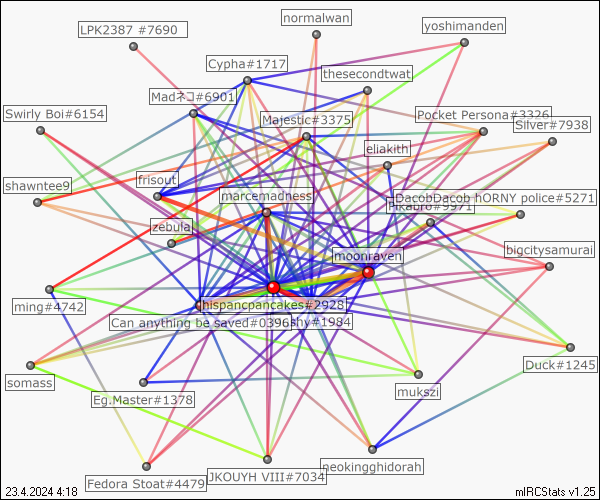 normalwan
LPK2387 #7690
yoshimanden
Cypha#1717
thesecondtwat
Madネコ#6901
Swirly Boi#6154
Majestic#3375
Pocket Persona#3326
Silver#7938
eliakith
shawntee9
frisout
marcemadness
DacobDacob hORNY police#5271
zebula
moonraven
bigcitysamurai
ming#4742
hispancpancakes#2928
Can anything be saved#0396
shy#1984
Duck#1245
somass
mukszi
Eg.Master#1378
neokingghidorah
JKOUYH VIII#7034
Fedora Stoat#4479
23.4.2024 4:18
mIRCStats v1.25